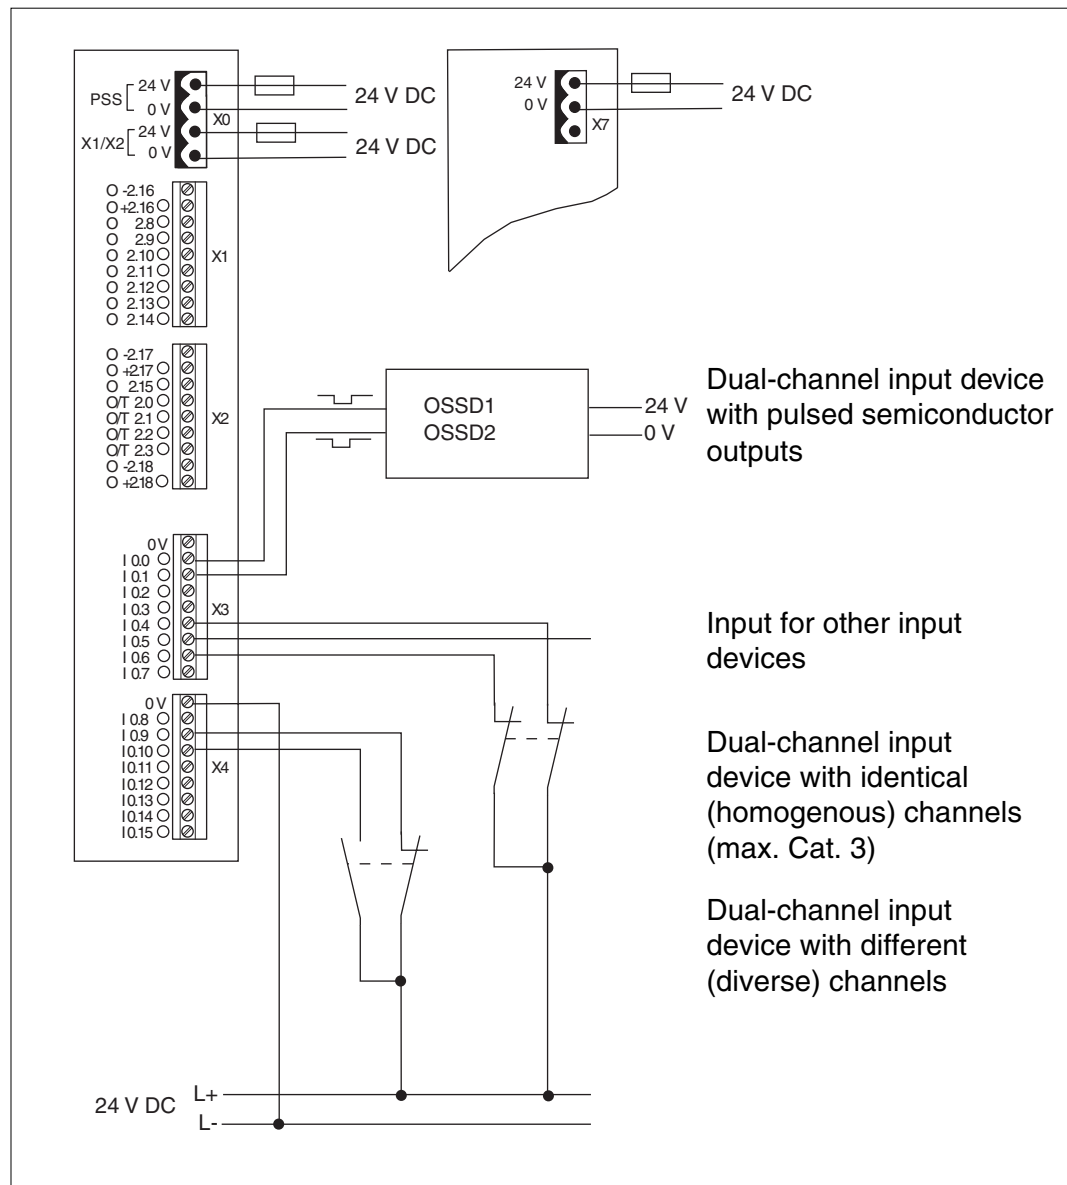 PSS
24 V
0 V
X1/X2
24 V
0 V
X0
24 V DC
24 V DC
24 V
0 V
X7
24 V DC
O -2.16
O +2.16
O 2.8
O 2.9
O 2.10
O 2.11
O 2.12
O 2.13
O 2.14
X1
O -2.17
O +2.17
O 2.15
O/T 2.0
O/T 2.1
O/T 2.2
O/T 2.3
O -2.18
O +2.18
X2
OSSD1
OSSD2
24 V
0 V
Dual-channel input device
with pulsed semiconductor
outputs
0 V
I 0.0
I 0.1
I 0.2
I 0.3
I 0.4
I 0.5
I 0.6
I 0.7
X3
Input for other input
devices
0 V
I 0.8
I 0.9
I 0.10
I 0.11
I 0.12
I 0.13
I 0.14
I 0.15
X4
Dual-channel input
device with identical
(homogenous) channels
(max. Cat. 3)
Dual-channel input
device with different
(diverse) channels
24 V DC
L+
L-